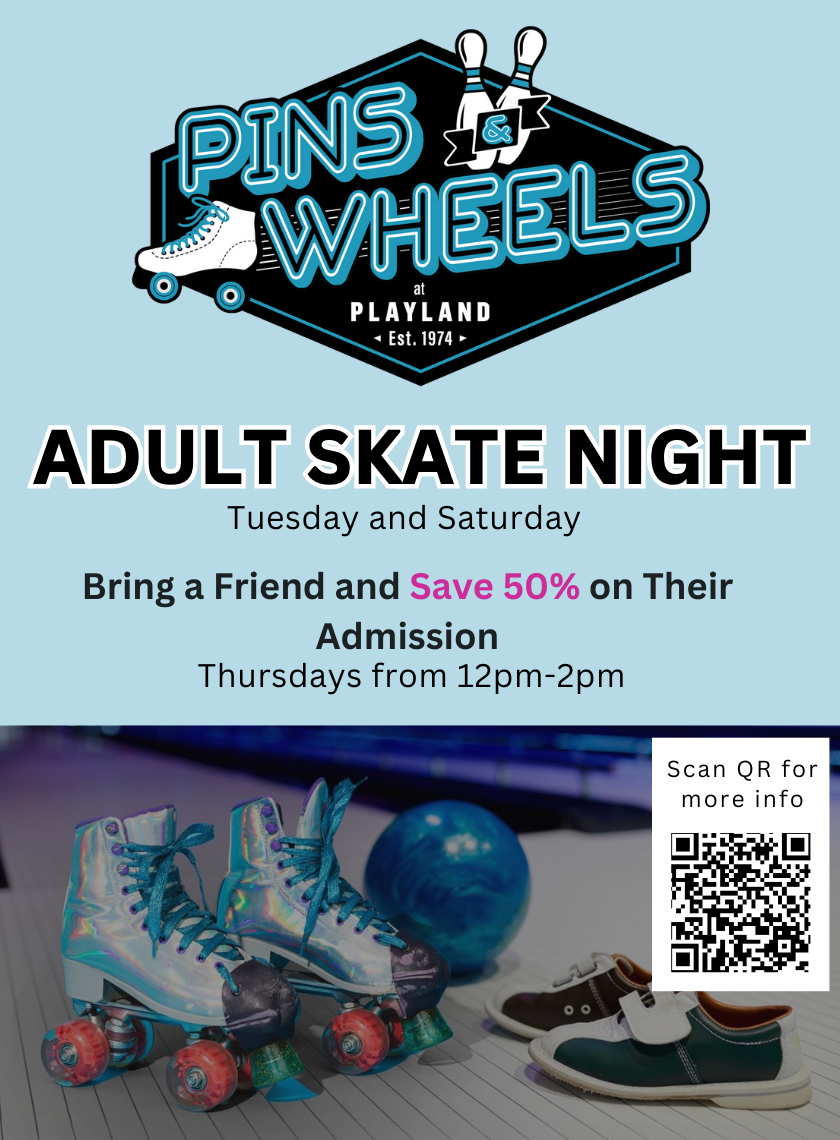 PINS
&
WHEELS
at
PLAYLAND
Est. 1974
ADULT SKATE NIGHT
Tuesday and Saturday
Bring a Friend and Save 50% on Their
Admission
Thursdays from 12pm-2pm
Scan QR for
more info